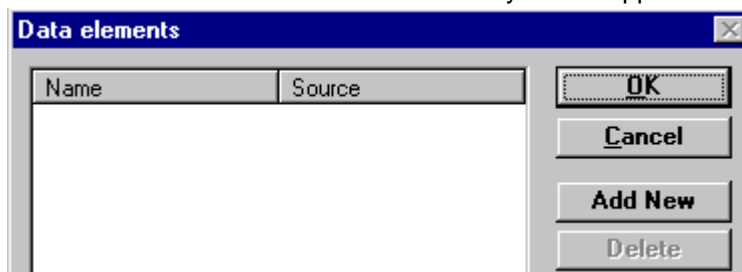 Data elements
Name Source
OK
Cancel
Add New
Delete